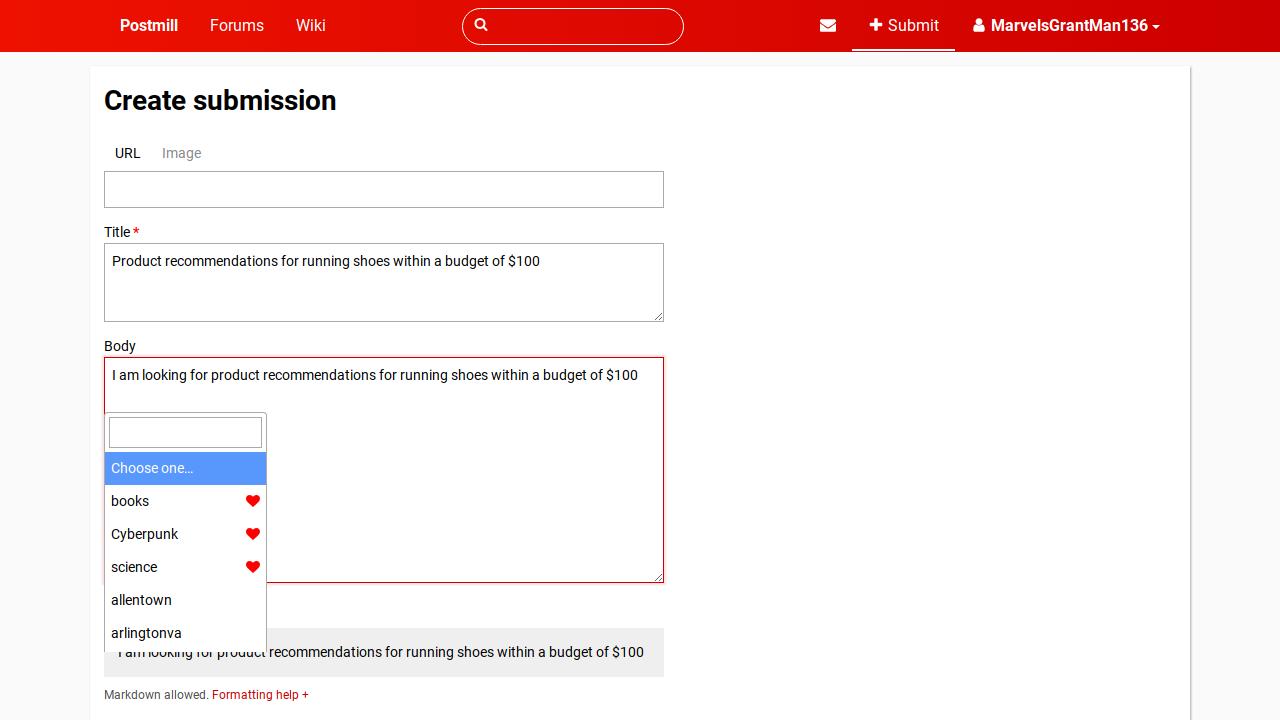 Postmill Forums Wiki Submit MarvelsGrantMan136
Create submission
URL Image
Title *
Product recommendations for running shoes within a budget of $100
Body
I am looking for product recommendations for running shoes within a budget of $100
Choose one...
books
Cyberpunk
science
allentown
arlingtonva
I am looking for product recommendations for running shoes within a budget of $100
Markdown allowed. Formatting help +